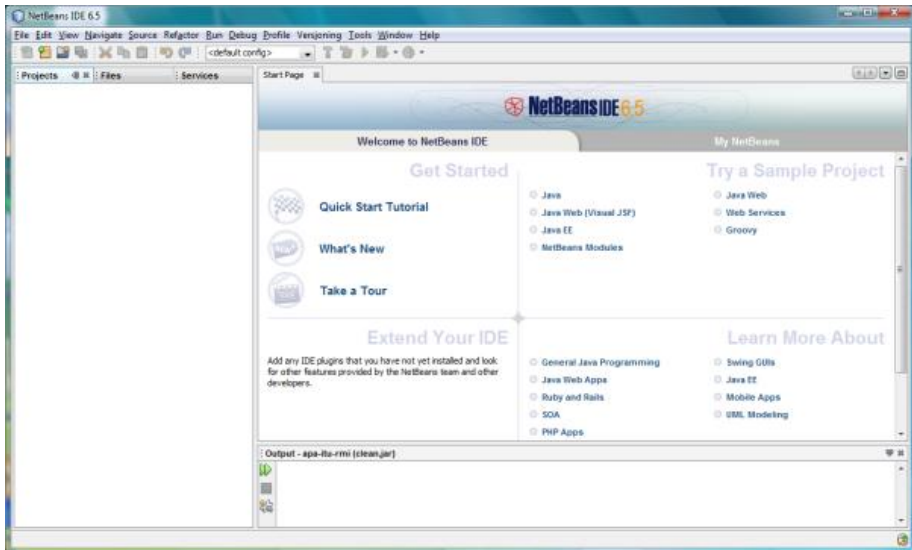 NetBeans IDE 6.5
File Edit View Navigate Source Refactor Run Debug Profile Versioning Tools Window Help
<default config>
Projects Files Services
Start Page
NetBeans IDE 6.5
Welcome to NetBeans IDE
My NetBeans
Get Started
Quick Start Tutorial
What's New
Take a Tour
Try a Sample Project
Java
Java Web (Visual JSF)
Java EE
NetBeans Modules
Java Web
Web Services
Groovy
Extend Your IDE
Add any IDE plugins that you have not yet installed and look
for other features provided by the NetBeans team and other
developers.
Learn More About
General Java Programming
Java Web Apps
Ruby and Rails
SOA
PHP Apps
Swing GUIs
Java EE
Mobile Apps
UML Modeling
Output - apa-itu-rmi (clean,jar)